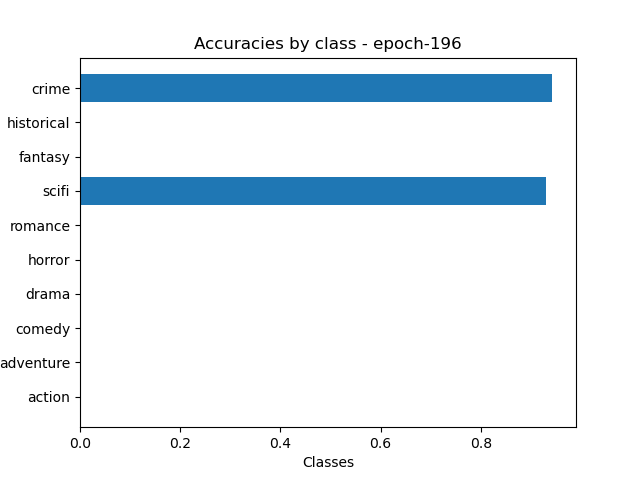 Accuracies by class - epoch-196
crime
historical
fantasy
scifi
romance
horror
drama
comedy
adventure
action
0.0 0.2 0.4 0.6 0.8
Classes